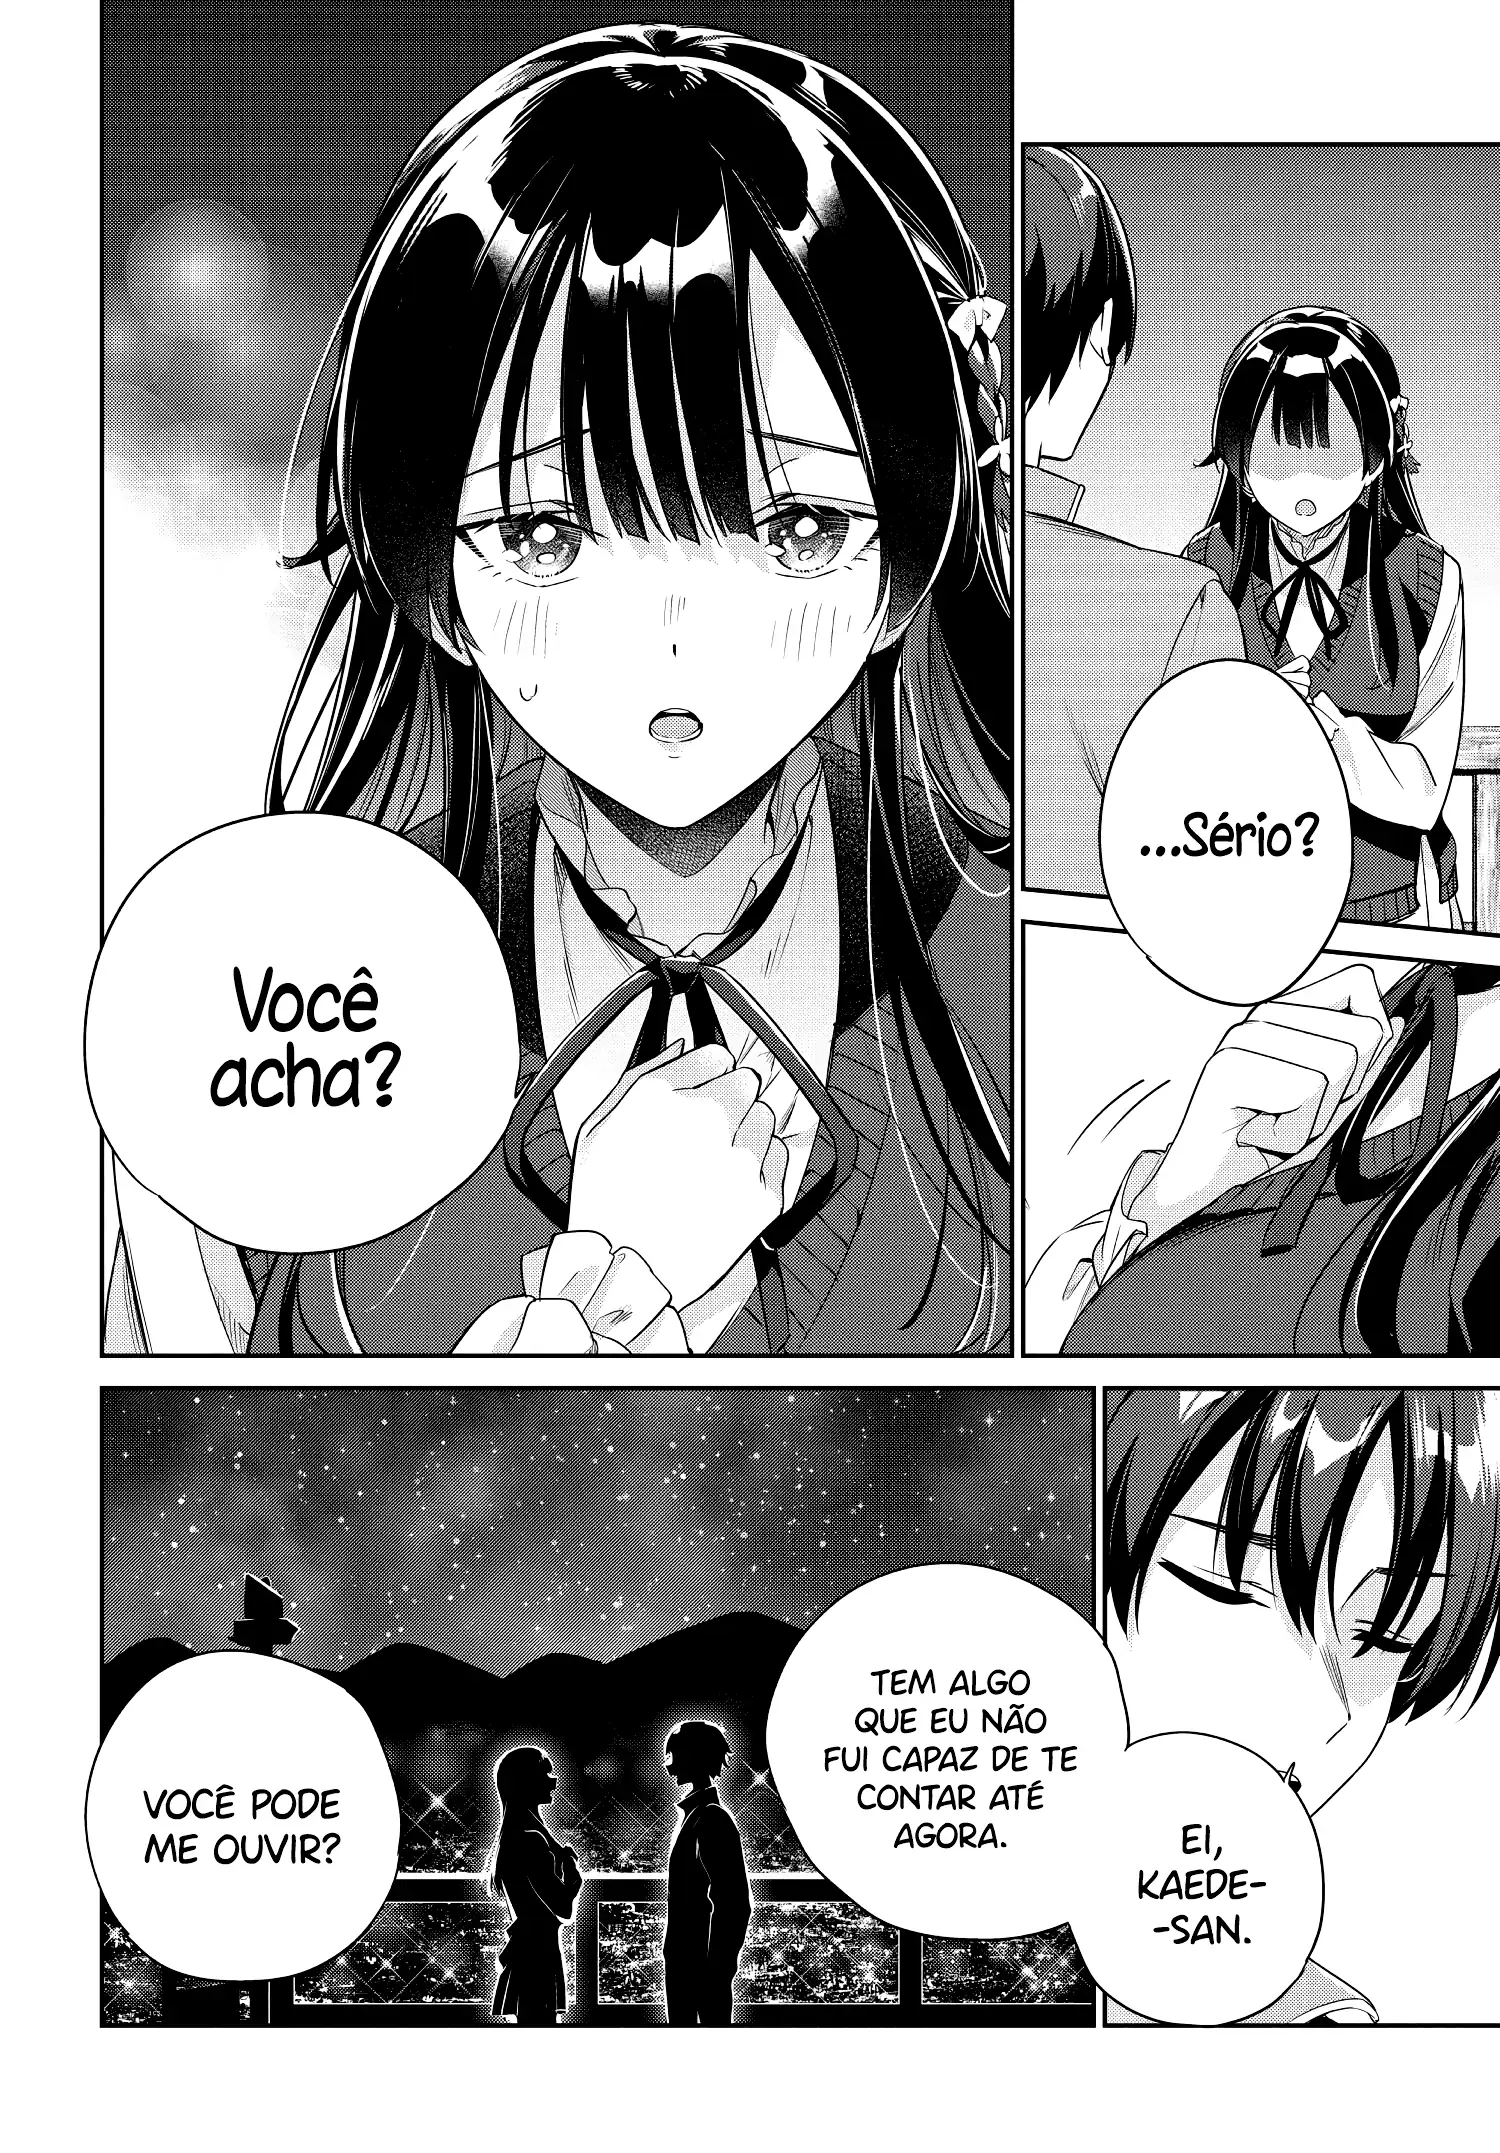 ...Sério?
Você
acha?
EI,
KAEDE-
-SAN.
TEM ALGO
QUE EU NÃO
FUI CAPAZ DE TE
CONTAR ATÉ
AGORA.
VOCÊ PODE
ME OUVIR?